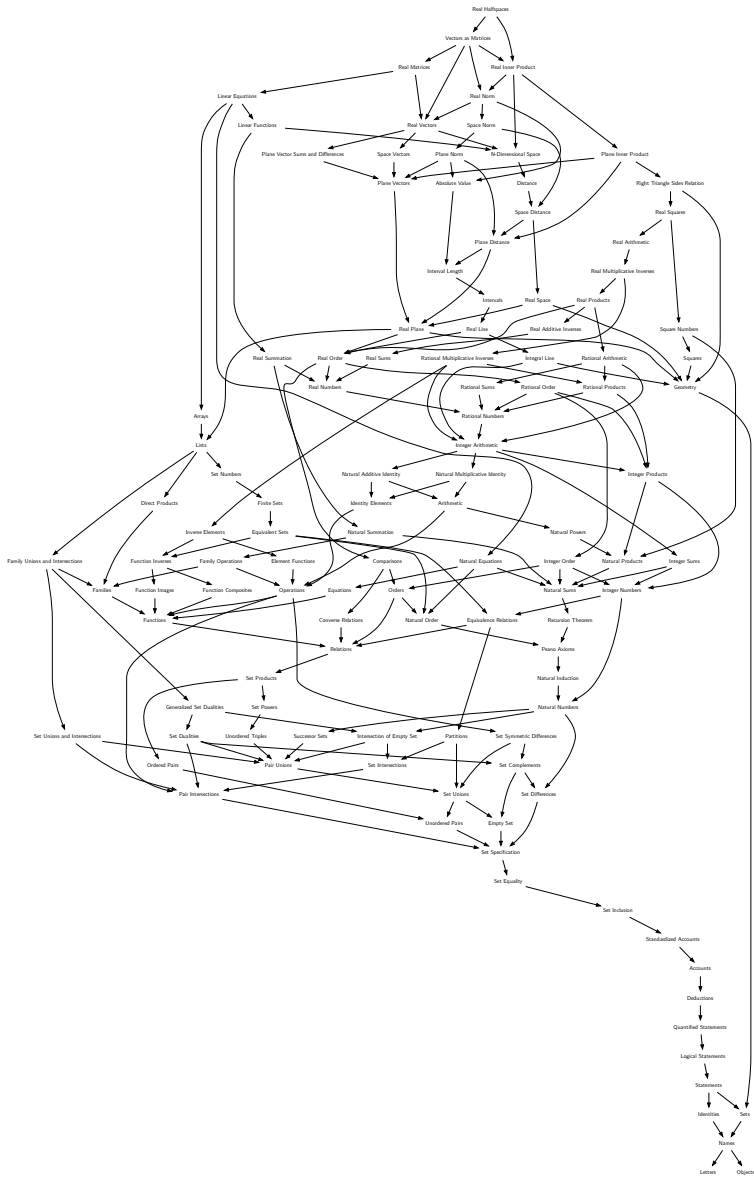 Real Halfspaces
Vectors as Matrices
Real Matrices
Real Inner Product
Linear Equations
Real Norm
Linear Functions
Real Vectors
Space Norm
Plane Vector Sums and Differences
Space Vectors
Plane Norm
N-Dimensional Space
Plane Inner Product
Plane Vectors
Absolute Value
Distance
Right Triangle Sides Relation
Space Distance
Real Squares
Plane Distance
Real Arithmetic
Interval Length
Real Multiplicative Inverses
Intervals
Real Space
Real Products
Real Plane
Real Line
Real Additive Inverses
Square Numbers
Real Summation
Real Order
Real Sums
Rational Multiplicative Inverses
Integral Line
Rational Arithmetic
Squares
Real Numbers
Rational Sums
Rational Order
Rational Products
Geometry
Arrays
Rational Numbers
Lists
Integer Arithmetic
Set Numbers
Natural Additive Identity
Natural Multiplicative Identity
Integer Products
Direct Products
Finite Sets
Identity Elements
Arithmetic
Inverse Elements
Equivalent Sets
Natural Summation
Natural Powers
Family Unions and Intersections
Function Inverses
Family Operations
Element Functions
Comparisons
Natural Equations
Integer Order
Natural Products
Integer Sums
Families
Function Images
Function Composites
Operations
Equations
Orders
Natural Sums
Integer Numbers
Functions
Converse Relations
Natural Order
Equivalence Relations
Recursion Theorem
Relations
Peano Axioms
Set Products
Natural Induction
Generalized Set Dualities
Set Powers
Natural Numbers
Set Unions and Intersections
Set Dualities
Unordered Triples
Successor Sets
Intersection of Empty Set
Partitions
Set Symmetric Differences
Ordered Pairs
Pair Unions
Set Intersections
Set Complements
Pair Intersections
Set Unions
Set Differences
Unordered Pairs
Empty Set
Set Specification
Set Equality
Set Inclusion
Standardized Accounts
Accounts
Deductions
Quantified Statements
Logical Statements
Statements
Identities
Sets
Names
Letters
Objects